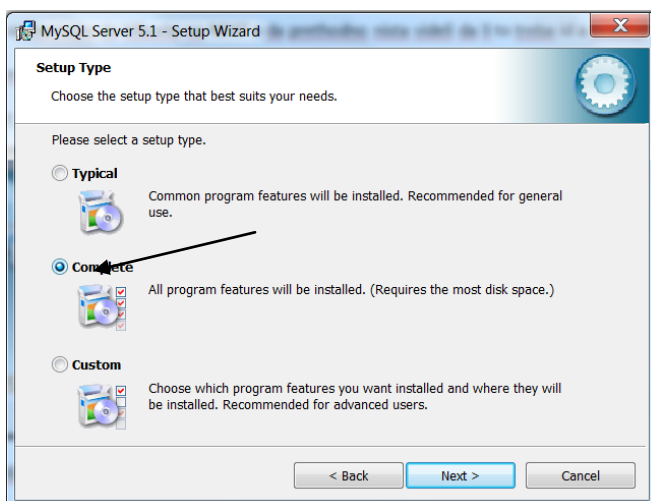 MySQL Server 5.1 - Setup Wizard
Setup Type
Choose the setup type that best suits your needs.
Please select a setup type.
Typical
Common program features will be installed. Recommended for general
use.
Complete
All program features will be installed. (Requires the most disk space.)
Custom
Choose which program features you want installed and where they will
be installed. Recommended for advanced users.
< Back Next > Cancel